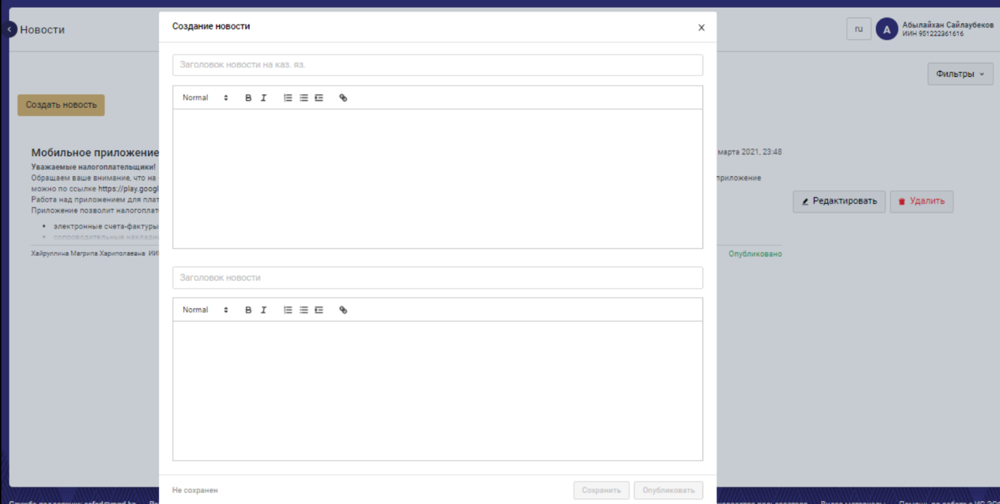 Новости
Создание новости
ru
А
Абылайхан Сайлаубеков
ИИН 951222361616
Заголовок новости на каз. яз.
Фильтры
Создать новость
Normal
B I
Мобильное приложение
марта 2021, 23:48
Уважаемые налогоплательщики!
Обращаем ваше внимание, что на
приложение
можно по ссылке https://play.googl
Работа над приложением для плат
Приложение позволит налогоплат
Редактировать
Удалить
электронные счета-фактуры
сопроводительные накладн
Хайруллина Магрипа Хариполаевна ИИ
Опубликовано
Заголовок новости
Normal
B I
Не сохранен
Сохранить
Опубликовать